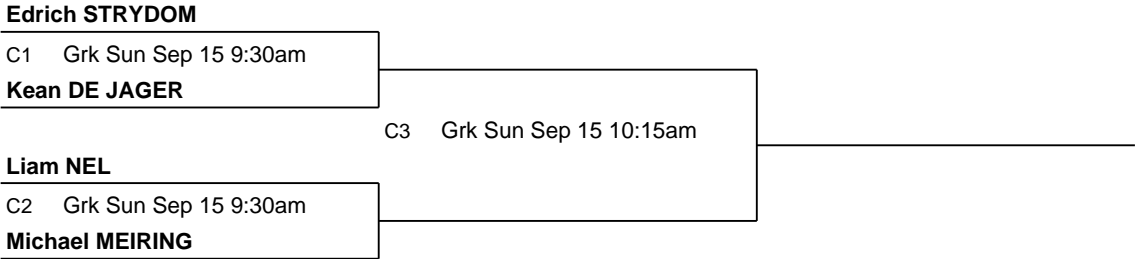 Edrich STRYDOM
C1 Grk Sun Sep 15 9:30am
Kean DE JAGER
C3 Grk Sun Sep 15 10:15am
Liam NEL
C2 Grk Sun Sep 15 9:30am
Michael MEIRING